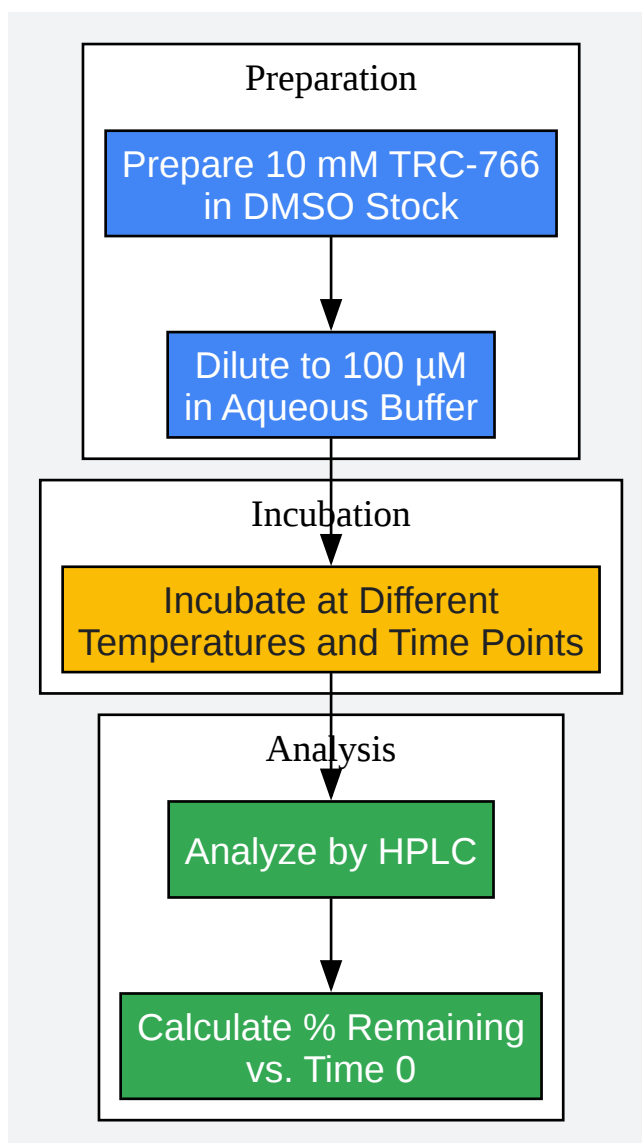 Preparation
Prepare 10 mM TRC-766
in DMSO Stock
Dilute to 100 µM
in Aqueous Buffer
Incubation
Incubate at Different
Temperatures and Time Points
Analysis
Analyze by HPLC
Calculate % Remaining
vs. Time 0